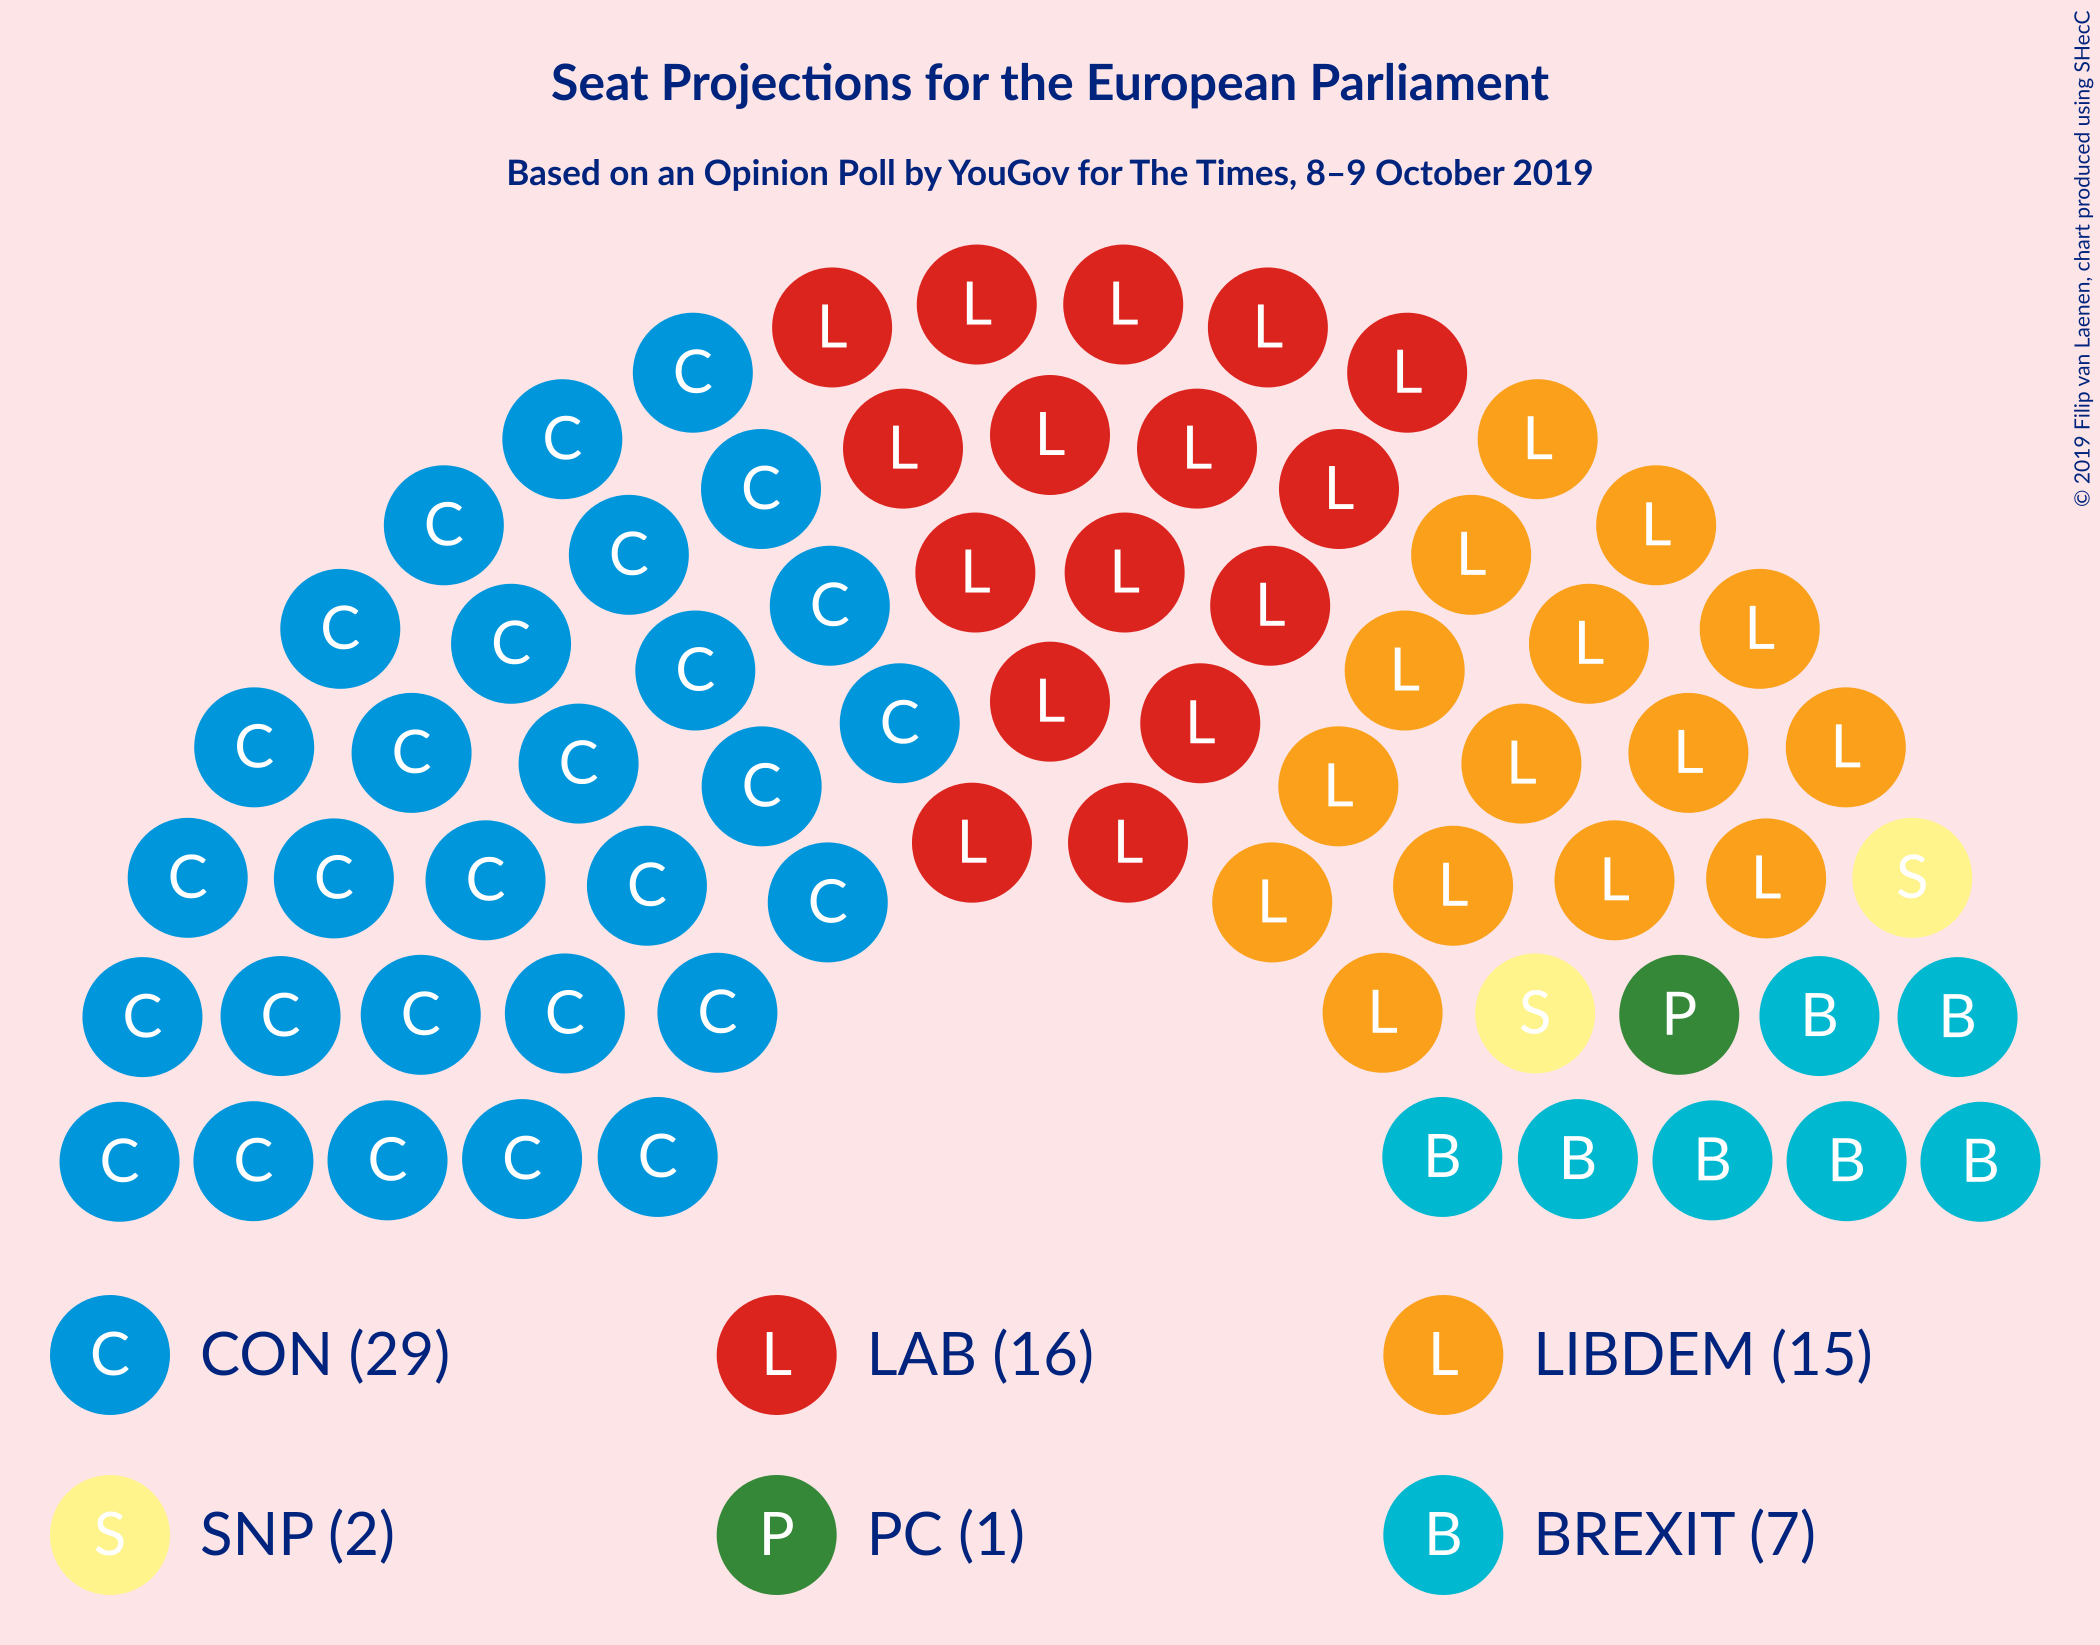 Seat Projections for the European Parliament
Based on an Opinion Poll by YouGov for The Times, 8–9 October 2019
© 2019 Filip van Laenen, chart produced using SHecC
L L
L L
C L
C L L L L
C L
C L
C L
L L
C L
C L
C L
C L
L
C L
C C C L L L
C L
L L
C C C C C L L L L S
C C C C C L S P B B
C C C C C B B B B B
C CON (29) L LAB (16) L LIBDEM (15)
S SNP (2) P PC (1) B BREXIT (7)